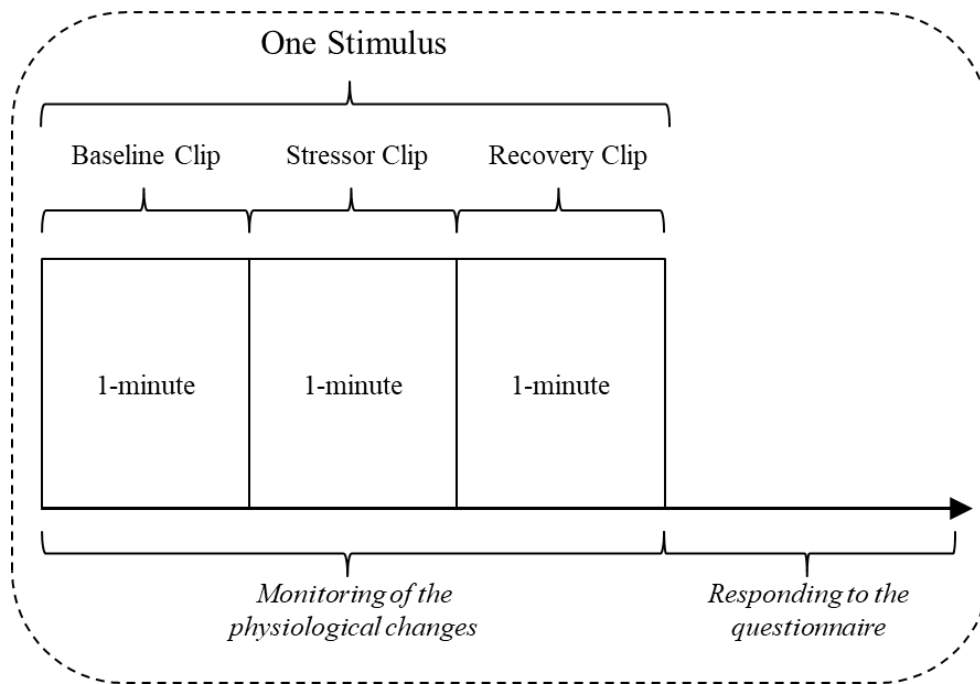 One Stimulus
Baseline Clip
Stressor Clip
Recovery Clip
1-minute
1-minute
1-minute
Monitoring of the
physiological changes
Responding to the
questionnaire